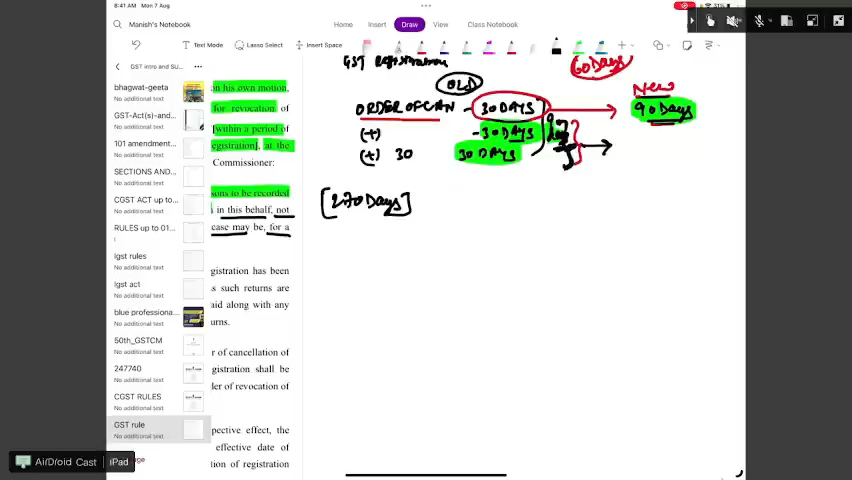 8:41 AM Mon 7 Aug
31%
Manish's Notebook
Home Insert Draw View Class Notebook
Text Mode Lasso Select Insert Space
GST intro and Su...
bhagwat-geeta
No additional text
GST-Act(s)-and...
No additional text
101 amendment...
No additional text
SECTIONS AND...
No additional text
CGST ACT up to...
No additional text
RULES up to 01...
Igst rules
No additional text
Igst act
No additional text
blue professiona...
No additional text
50th_GSTCM
No additional text
247740
No additional text
CGST RULES
No additional text
GST rule
No additional text
on his own motion,
for revocation of
[within a period of
egistration], at the
Commissioner:
sons to be recorded
in this behalf, not
case may be, for a
gistration has been
s such returns are
aid along with any
urns.
r of cancellation of
gistration shall be
der of revocation of
pective effect, the
effective date of
tion of registration
GST Registration
60 Days
OLD
New
ORDER OF CAN - 30 DAYS
90 Days
(+) - 30 DAYS
(+) 30 30 DAYS
[270 Days]
AirDroid Cast | iPad